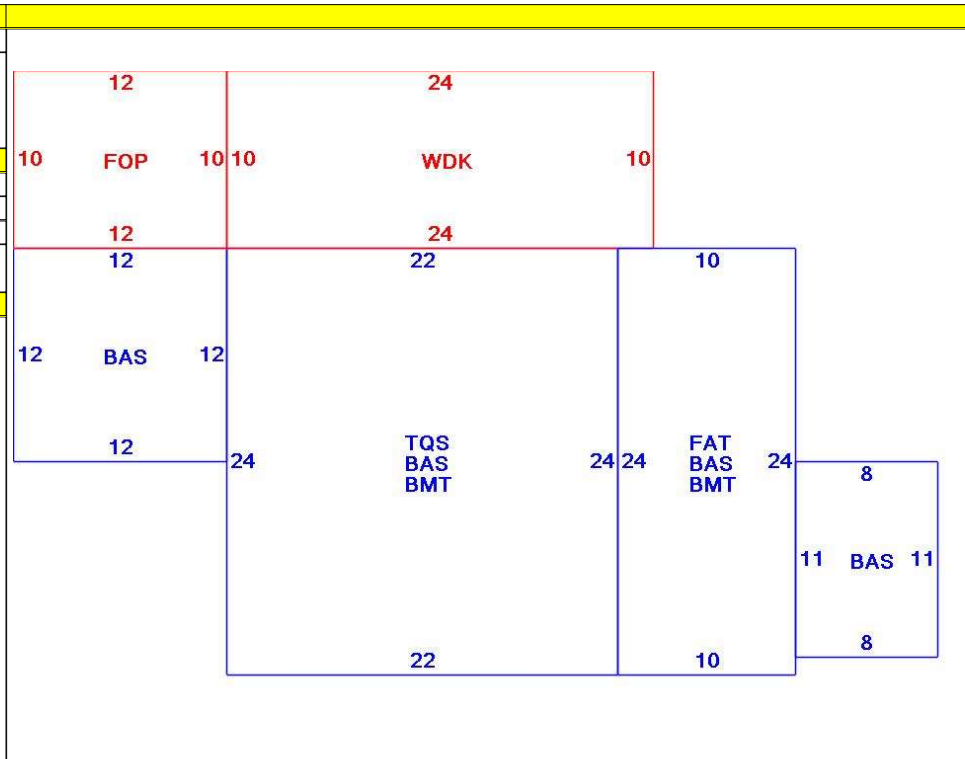 12 24
10 FOP 10 10 WDK 10
12 24
12 22 10
12 BAS 12
12
24 TQS 24 24 FAT 24
BAS BAS
BMT BMT
8
11 BAS 11
8
22 10